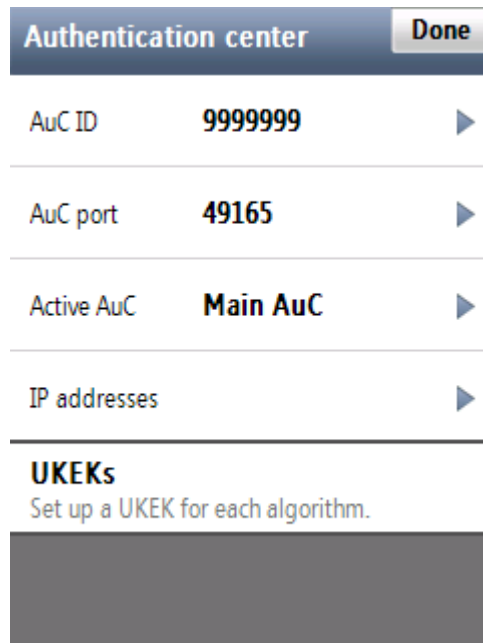 Authentication center Done
AuC ID 9999999
AuC port 49165
Active AuC Main AuC
IP addresses
UKEKs
Set up a UKEK for each algorithm.